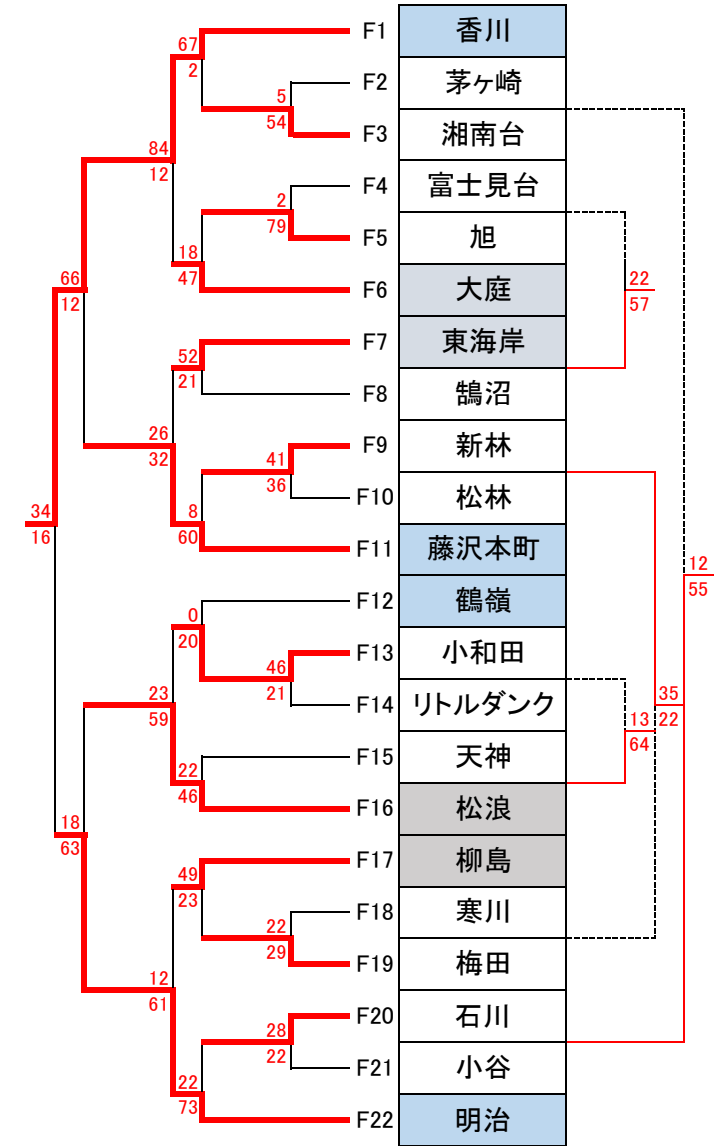 67
F1 香川
2
5
F2 茅ヶ崎
54
F3 湘南台
84
12
2
F4 富士見台
79
F5 旭
18
47
F6 大庭
22
57
66
12
52
F7 東海岸
21
F8 鵠沼
26
32
41
F9 新林
36
F10 松林
8
60
F11 藤沢本町
34
16
12
55
0
F12 鶴嶺
20
46
F13 小和田
21
F14 リトルダンク
23
59
35
22
13
64
22
F15 天神
46
F16 松浪
18
63
49
F17 柳島
23
22
F18 寒川
29
F19 梅田
12
61
28
F20 石川
22
F21 小谷
22
73
F22 明治